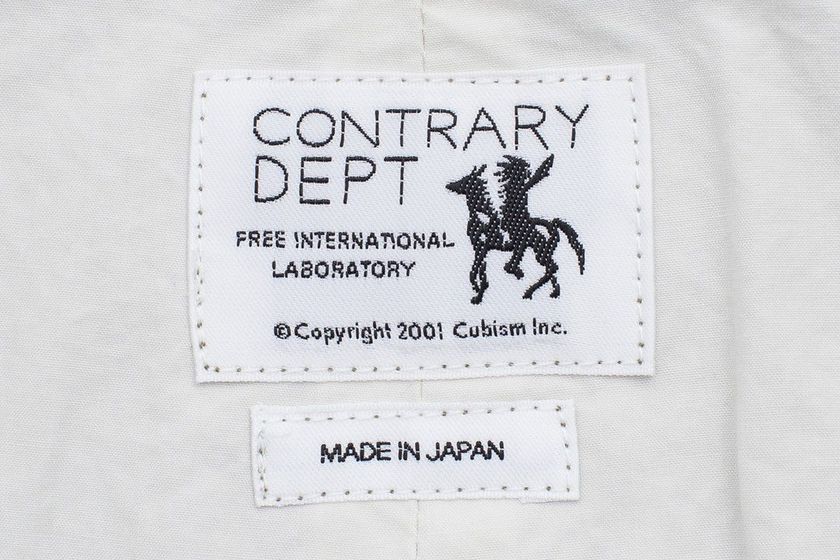 CONTRARY
DEPT
FREE INTERNATIONAL
LABORATORY
©Copyright 2001 Cubism Inc.
MADE IN JAPAN